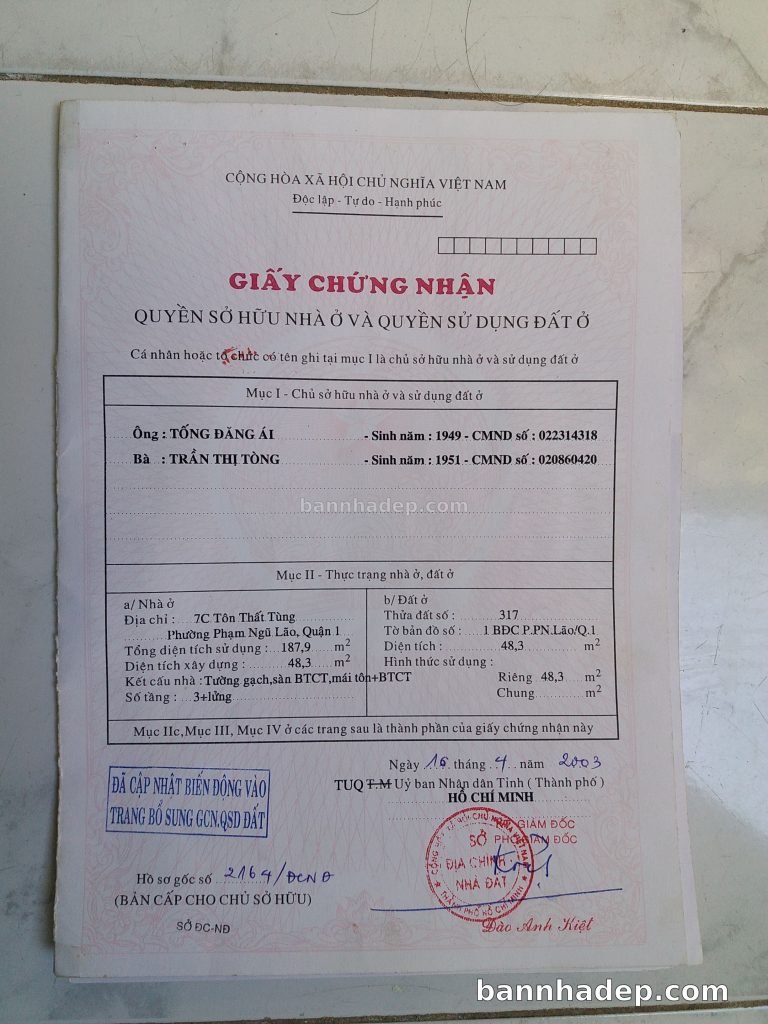 CỘNG HÒA XÃ HỘI CHỦ NGHĨA VIỆT NAM
Độc lập - Tự do - Hạnh phúc
GIẤY CHỨNG NHẬN
QUYỀN SỞ HỮU NHÀ Ở VÀ QUYỀN SỬ DỤNG ĐẤT Ở
Cá nhân hoặc tổ chức có tên ghi tại mục I là chủ sở hữu nhà ở và sử dụng đất ở
Mục I - Chủ sở hữu nhà ở và sử dụng đất ở
Ông : TỐNG ĐĂNG ÁI - Sinh năm : 1949 - CMND số : 022314318
Bà : TRẦN THỊ TÒNG - Sinh năm : 1951 - CMND số : 020860420
bannhadep.com
Mục II - Thực trạng nhà ở, đất ở
a/ Nhà ở
Địa chỉ : 7C Tôn Thất Tùng
Phường Phạm Ngũ Lão, Quận 1
Tổng diện tích sử dụng : 187,9 m2
Diện tích xây dựng : 48,3 m2
Kết cấu nhà : Tường gạch,sàn BTCT,mái tôn+BTCT
Số tầng : 3+lửng
b/ Đất ở
Thửa đất số : 317
Tờ bản đồ số : 1 BĐC P.PN.Lão/Q.1
Diện tích : 48,3 m2
Hình thức sử dụng :
Riêng 48,3 m2
Chung m2
Mục IIc,Mục III, Mục IV ở các trang sau là thành phần của giấy chứng nhận này
Ngày 16 tháng 4 năm 2003
TUQ T.M Uỷ ban Nhân dân Tỉnh ( Thành phố )
HỒ CHÍ MINH
ĐÃ CẬP NHẬT BIẾN ĐỘNG VÀO
TRANG BỔ SUNG GCN,QSD ĐẤT
GIÁM ĐỐC
PHÓ GIÁM ĐỐC
SỞ
ĐỊA CHÍNH
NHÀ ĐẤT
THÀNH PHỐ HỒ CHÍ MINH
Đào Anh Kiệt
Hồ sơ gốc số 2164/ĐCNĐ
(BẢN CẤP CHO CHỦ SỞ HỮU)
SỞ ĐC-NĐ
bannhadep.com